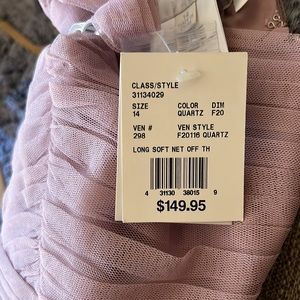 CLASS/STYLE
31134029
SIZE COLOR DIM
14 QUARTZ F20
VEN # VEN STYLE
298 F20116 QUARTZ
LONG SOFT NET OFF TH
4 31130 38015 9
$149.95